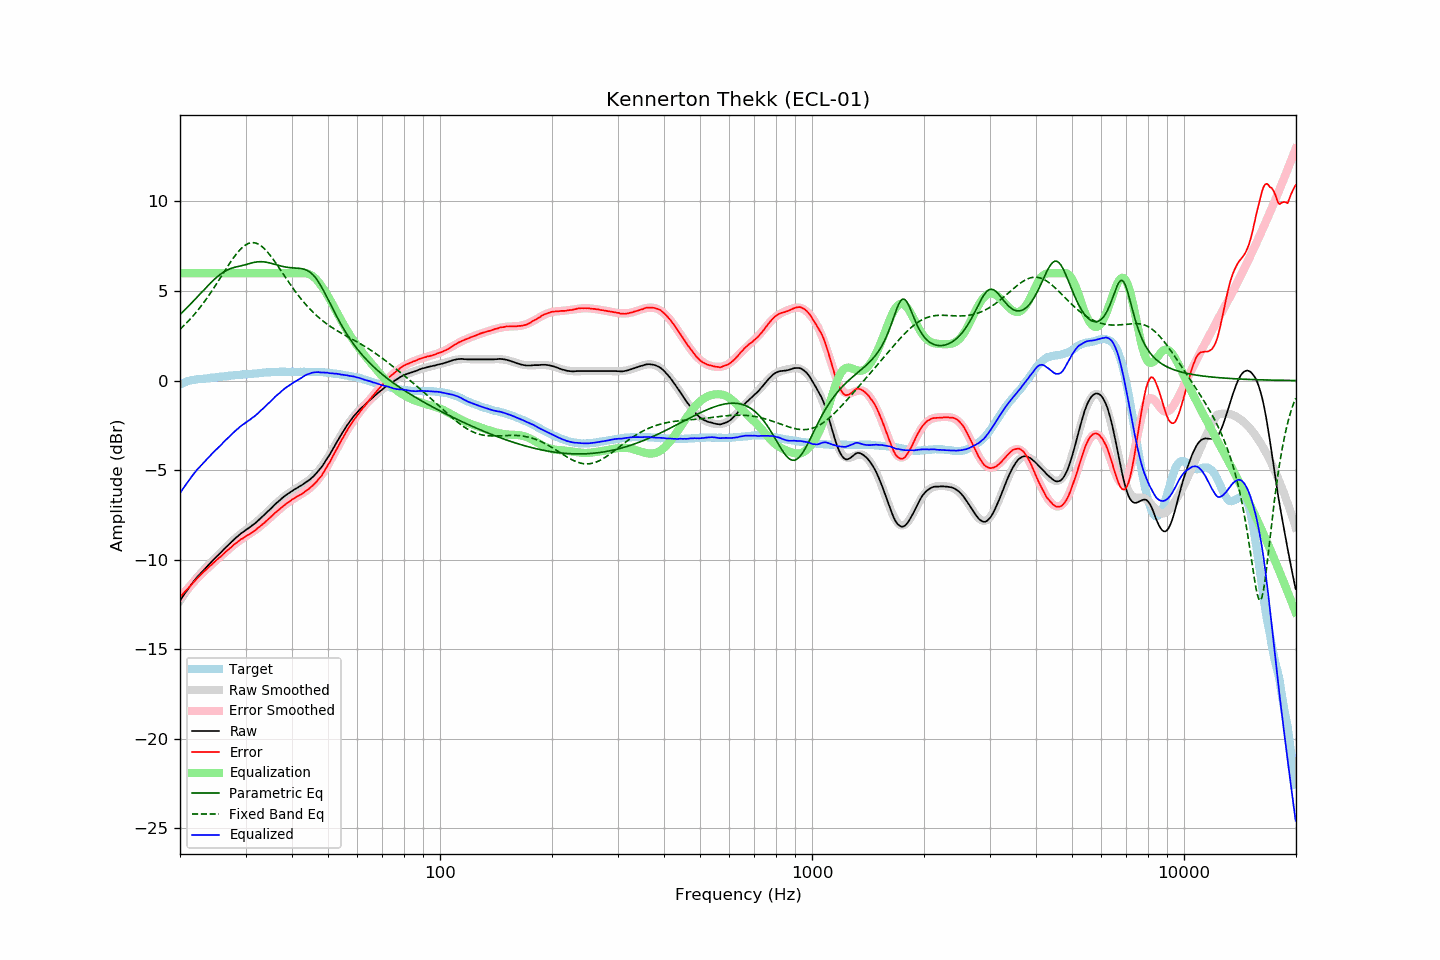 Kennerton Thekk (ECL-01)
Amplitude (dBr)
10
5
0
−5
−10
−15
−20
−25
Target
Raw Smoothed
Error Smoothed
Raw
Error
Equalization
Parametric Eq
Fixed Band Eq
Equalized
100 1000 10000
Frequency (Hz)